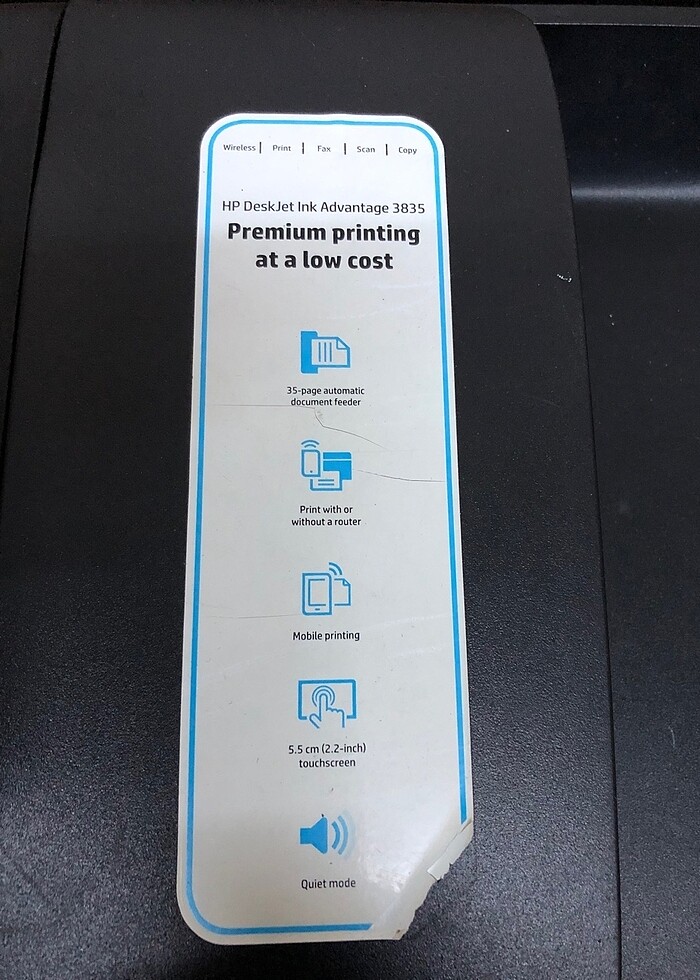 Wireless | Print | Fax | Scan | Copy
HP DeskJet Ink Advantage 3835
Premium printing
at a low cost
35-page automatic
document feeder
Print with or
without a router
Mobile printing
5.5 cm (2.2-inch)
touchscreen
Quiet mode